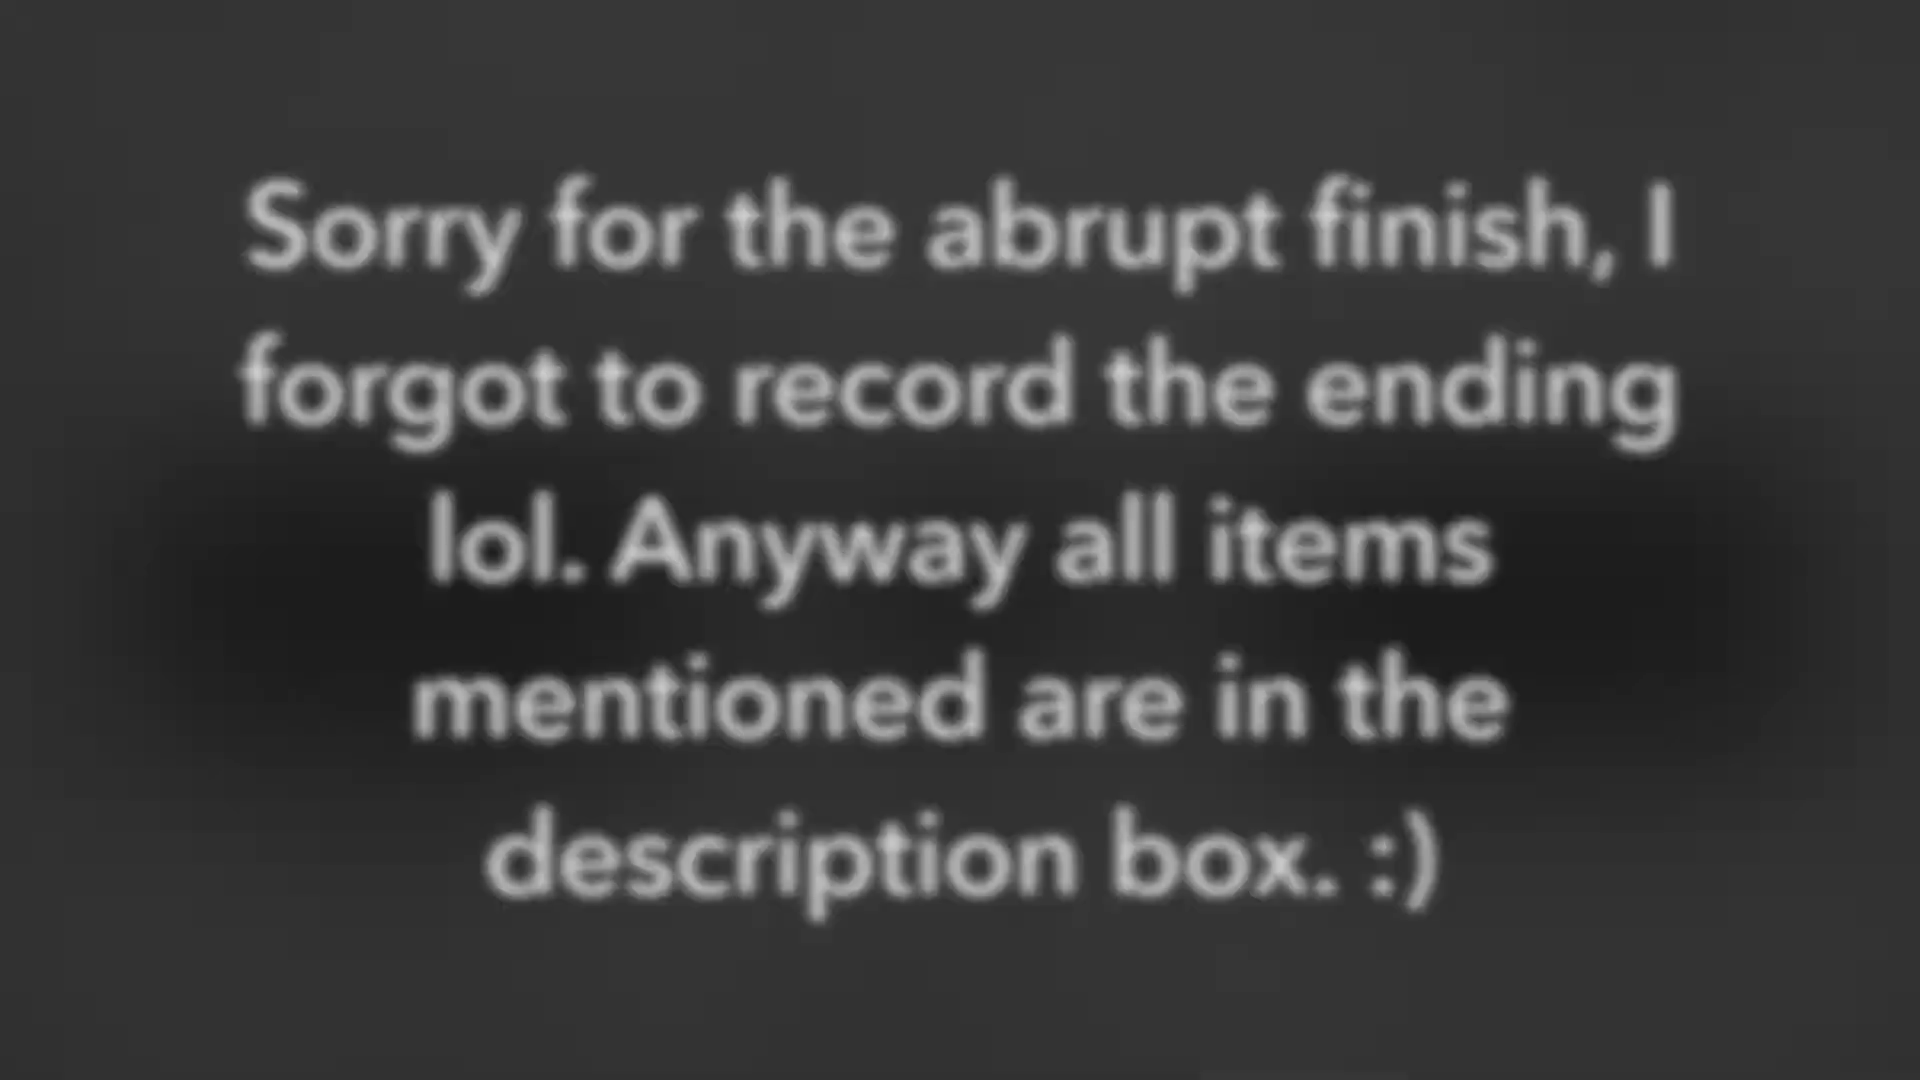 Sorry for the abrupt finish, I
forgot to record the ending
lol. Anyway all items
mentioned are in the
description box. :)